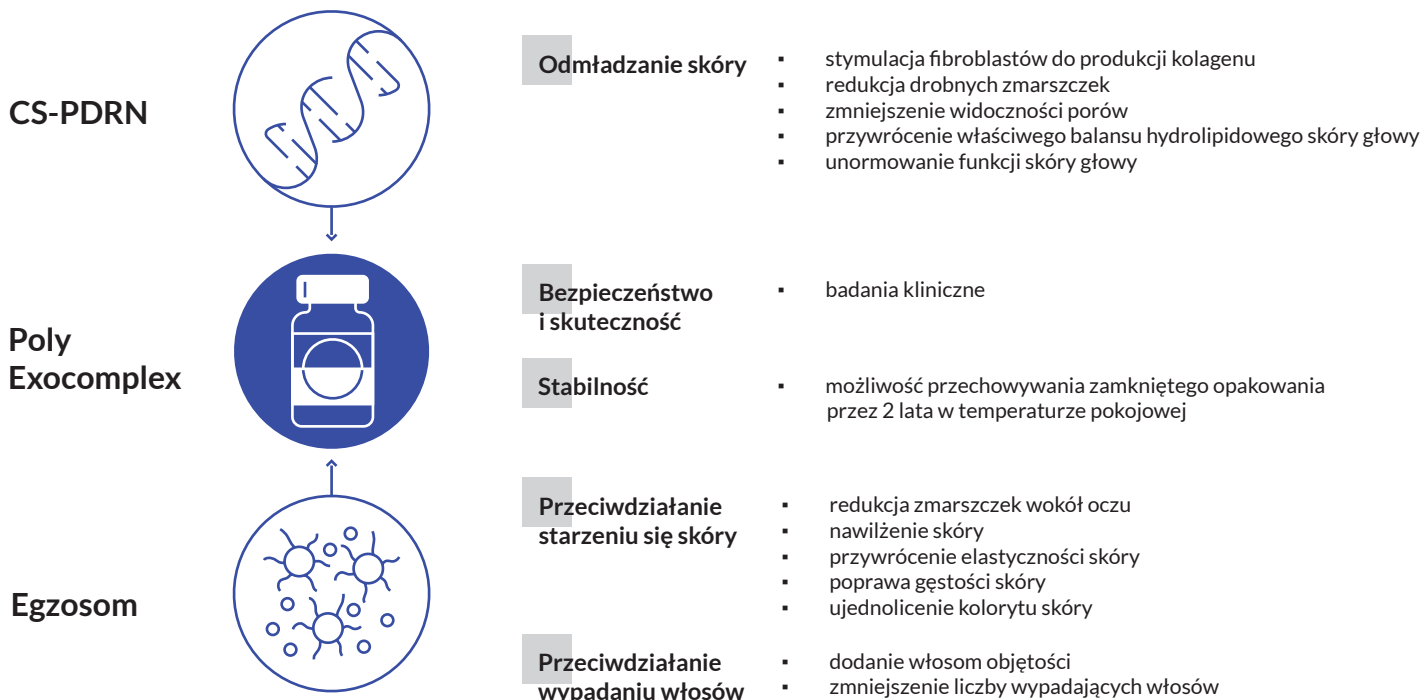 CS-PDRN
Odmładzanie skóry
▪ stymulacja fibroblastów do produkcji kolagenu
▪ redukcja drobnych zmarszczek
▪ zmniejszenie widoczności porów
▪ przywrócenie właściwego balansu hydrolipidowego skóry głowy
▪ unormowanie funkcji skóry głowy
Poly
Exocomplex
Bezpieczeństwo
i skuteczność
▪ badania kliniczne
Stabilność
▪ możliwość przechowywania zamkniętego opakowania
przez 2 lata w temperaturze pokojowej
Egzosom
Przeciwdziałanie
starzeniu się skóry
▪ redukcja zmarszczek wokół oczu
▪ nawilżenie skóry
▪ przywrócenie elastyczności skóry
▪ poprawa gęstości skóry
▪ ujednolicenie kolorytu skóry
Przeciwdziałanie
wypadaniu włosów
▪ dodanie włosom objętości
▪ zmniejszenie liczby wypadających włosów